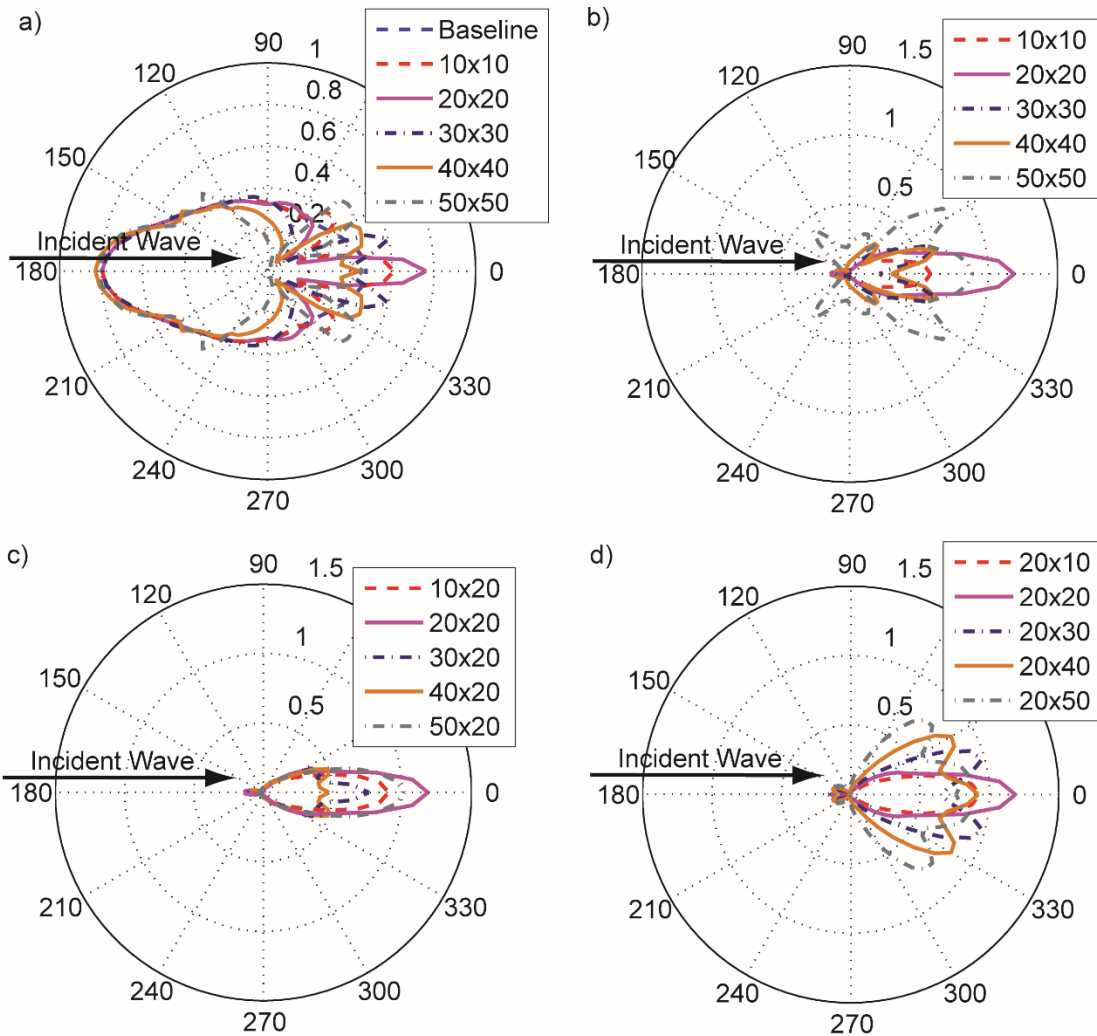 a)
90
1
0.8
0.6
0.4
0.2
120
150
180
210
240
270
300
330
0
Incident Wave
Baseline
10x10
20x20
30x30
40x40
50x50
b)
90
1.5
1
0.5
120
150
180
210
240
270
300
330
0
Incident Wave
10x10
20x20
30x30
40x40
50x50
c)
90
1.5
1
0.5
120
150
180
210
240
270
300
330
0
Incident Wave
10x20
20x20
30x20
40x20
50x20
d)
90
1.5
1
0.5
120
150
180
210
240
270
300
330
0
Incident Wave
20x10
20x20
20x30
20x40
20x50